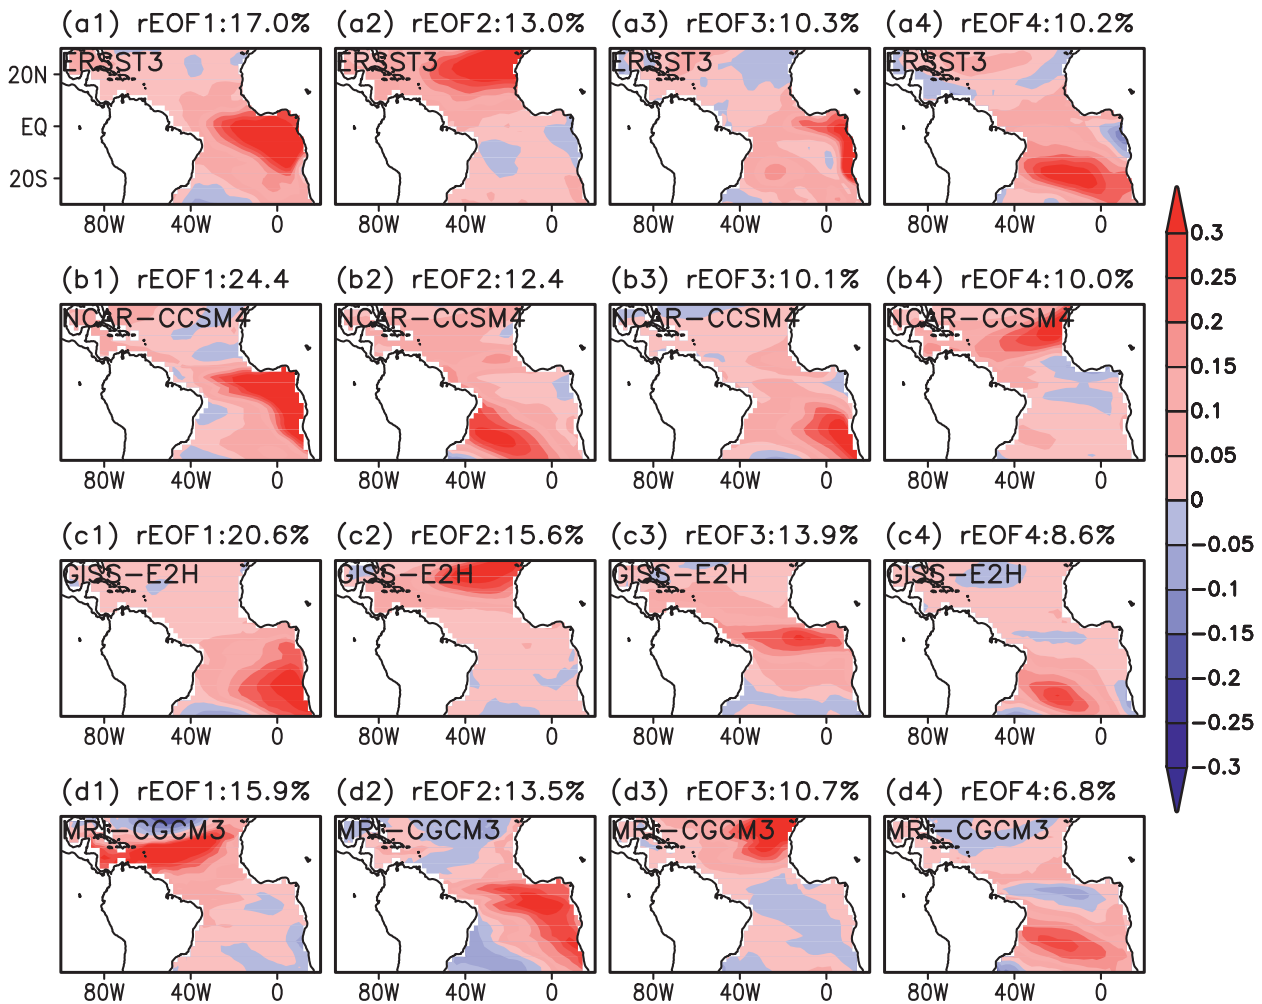 (a1) rEOF1:17.0% (a2) rEOF2:13.0% (a3) rEOF3:10.3% (a4) rEOF4:10.2%
ERSST3 ERSST3 ERSST3 ERSST3
20N
EQ
20S
80W 40W 0 80W 40W 0 80W 40W 0 80W 40W 0
(b1) rEOF1:24.4 (b2) rEOF2:12.4 (b3) rEOF3:10.1% (b4) rEOF4:10.0%
NCAR-CCSM4 NCAR-CCSM4 NCAR-CCSM4 NCAR-CCSM4
80W 40W 0 80W 40W 0 80W 40W 0 80W 40W 0
(c1) rEOF1:20.6% (c2) rEOF2:15.6% (c3) rEOF3:13.9% (c4) rEOF4:8.6%
GISS-E2H GISS-E2H GISS-E2H GISS-E2H
80W 40W 0 80W 40W 0 80W 40W 0 80W 40W 0
(d1) rEOF1:15.9% (d2) rEOF2:13.5% (d3) rEOF3:10.7% (d4) rEOF4:6.8%
MRI-CGCM3 MRI-CGCM3 MRI-CGCM3 MRI-CGCM3
80W 40W 0 80W 40W 0 80W 40W 0 80W 40W 0
0.3
0.25
0.2
0.15
0.1
0.05
0
-0.05
-0.1
-0.15
-0.2
-0.25
-0.3